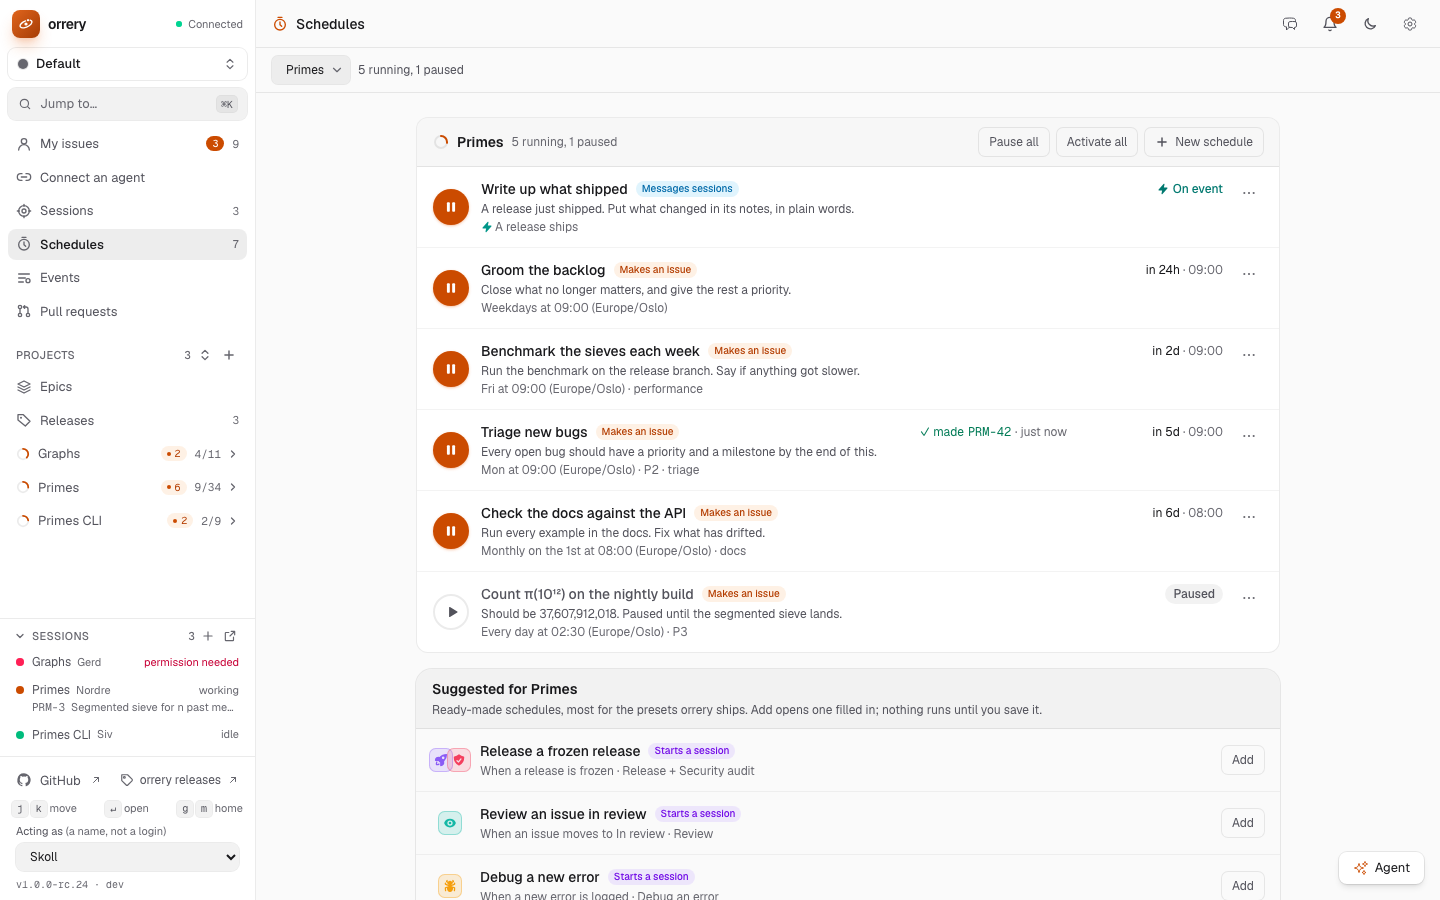 orrery
Connected
Default
Jump to...
⌘K
My issues 3 9
Connect an agent
Sessions 3
Schedules 7
Events
Pull requests
PROJECTS 3
Epics
Releases 3
Graphs 2 4/11
Primes 6 9/34
Primes CLI 2 2/9
SESSIONS 3
Graphs Gerd permission needed
Primes Nordre working
PRM-3 Segmented sieve for n past me...
Primes CLI Siv idle
GitHub orrery releases
j k move ↵ open g m home
Acting as (a name, not a login)
Skoll
v1.0.0-rc.24 · dev
Schedules
3
Primes 5 running, 1 paused
Primes 5 running, 1 paused
Pause all Activate all New schedule
Write up what shipped Messages sessions On event ...
A release just shipped. Put what changed in its notes, in plain words.
A release ships
Groom the backlog Makes an issue in 24h · 09:00 ...
Close what no longer matters, and give the rest a priority.
Weekdays at 09:00 (Europe/Oslo)
Benchmark the sieves each week Makes an issue in 2d · 09:00 ...
Run the benchmark on the release branch. Say if anything got slower.
Fri at 09:00 (Europe/Oslo) · performance
Triage new bugs Makes an issue ✓ made PRM-42 · just now in 5d · 09:00 ...
Every open bug should have a priority and a milestone by the end of this.
Mon at 09:00 (Europe/Oslo) · P2 · triage
Check the docs against the API Makes an issue in 6d · 08:00 ...
Run every example in the docs. Fix what has drifted.
Monthly on the 1st at 08:00 (Europe/Oslo) · docs
Count π(10¹²) on the nightly build Makes an issue Paused ...
Should be 37,607,912,018. Paused until the segmented sieve lands.
Every day at 02:30 (Europe/Oslo) · P3
Suggested for Primes
Ready-made schedules, most for the presets orrery ships. Add opens one filled in; nothing runs until you save it.
Release a frozen release Starts a session Add
When a release is frozen · Release + Security audit
Review an issue in review Starts a session Add
When an issue moves to In review · Review
Debug a new error Starts a session Add
When a new error is logged · Debug an error
Agent